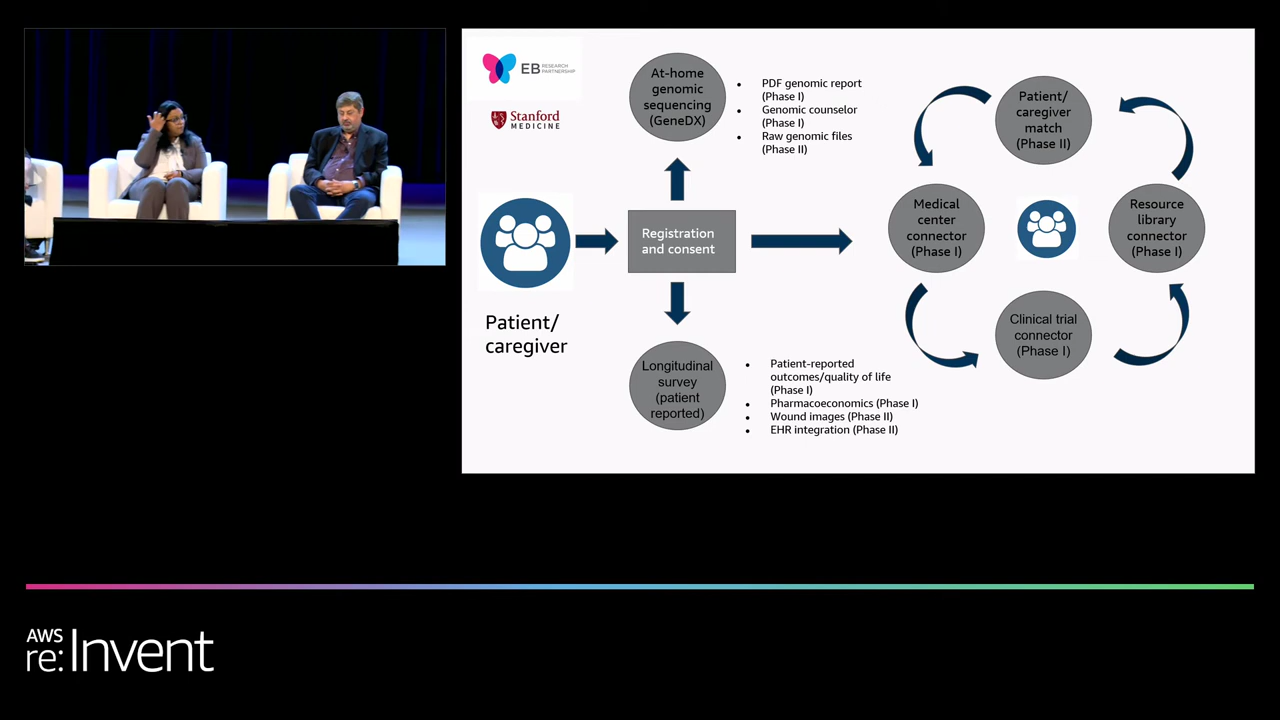 EB RESEARCH
PARTNERSHIP
Stanford
MEDICINE
Patient/
caregiver
Registration
and consent
At-home
genomic
sequencing
(GeneDX)
• PDF genomic report
(Phase I)
• Genomic counselor
(Phase I)
• Raw genomic files
(Phase II)
Longitudinal
survey
(patient
reported)
• Patient-reported
outcomes/quality of life
(Phase I)
• Pharmacoeconomics (Phase I)
• Wound images (Phase II)
• EHR integration (Phase II)
Patient/
caregiver
match
(Phase II)
Medical
center
connector
(Phase I)
Resource
library
connector
(Phase I)
Clinical trial
connector
(Phase I)
AWS
re:Invent